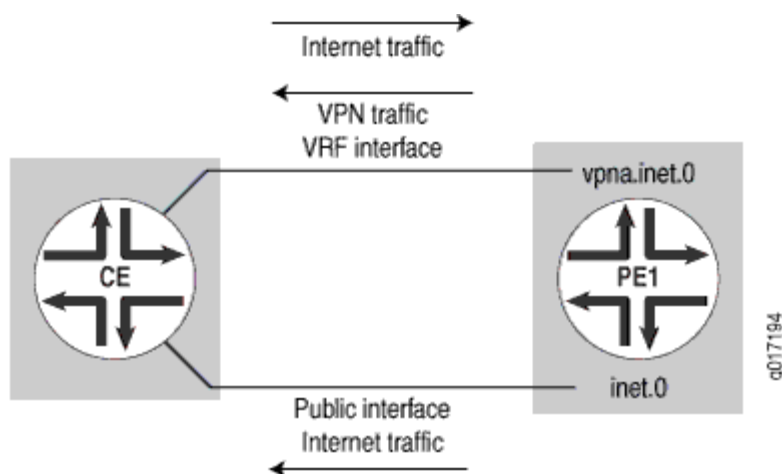 Internet traffic
VPN traffic
VRF interface
vpna.inet.0
CE
PE1
inet.0
Public interface
Internet traffic
g017194